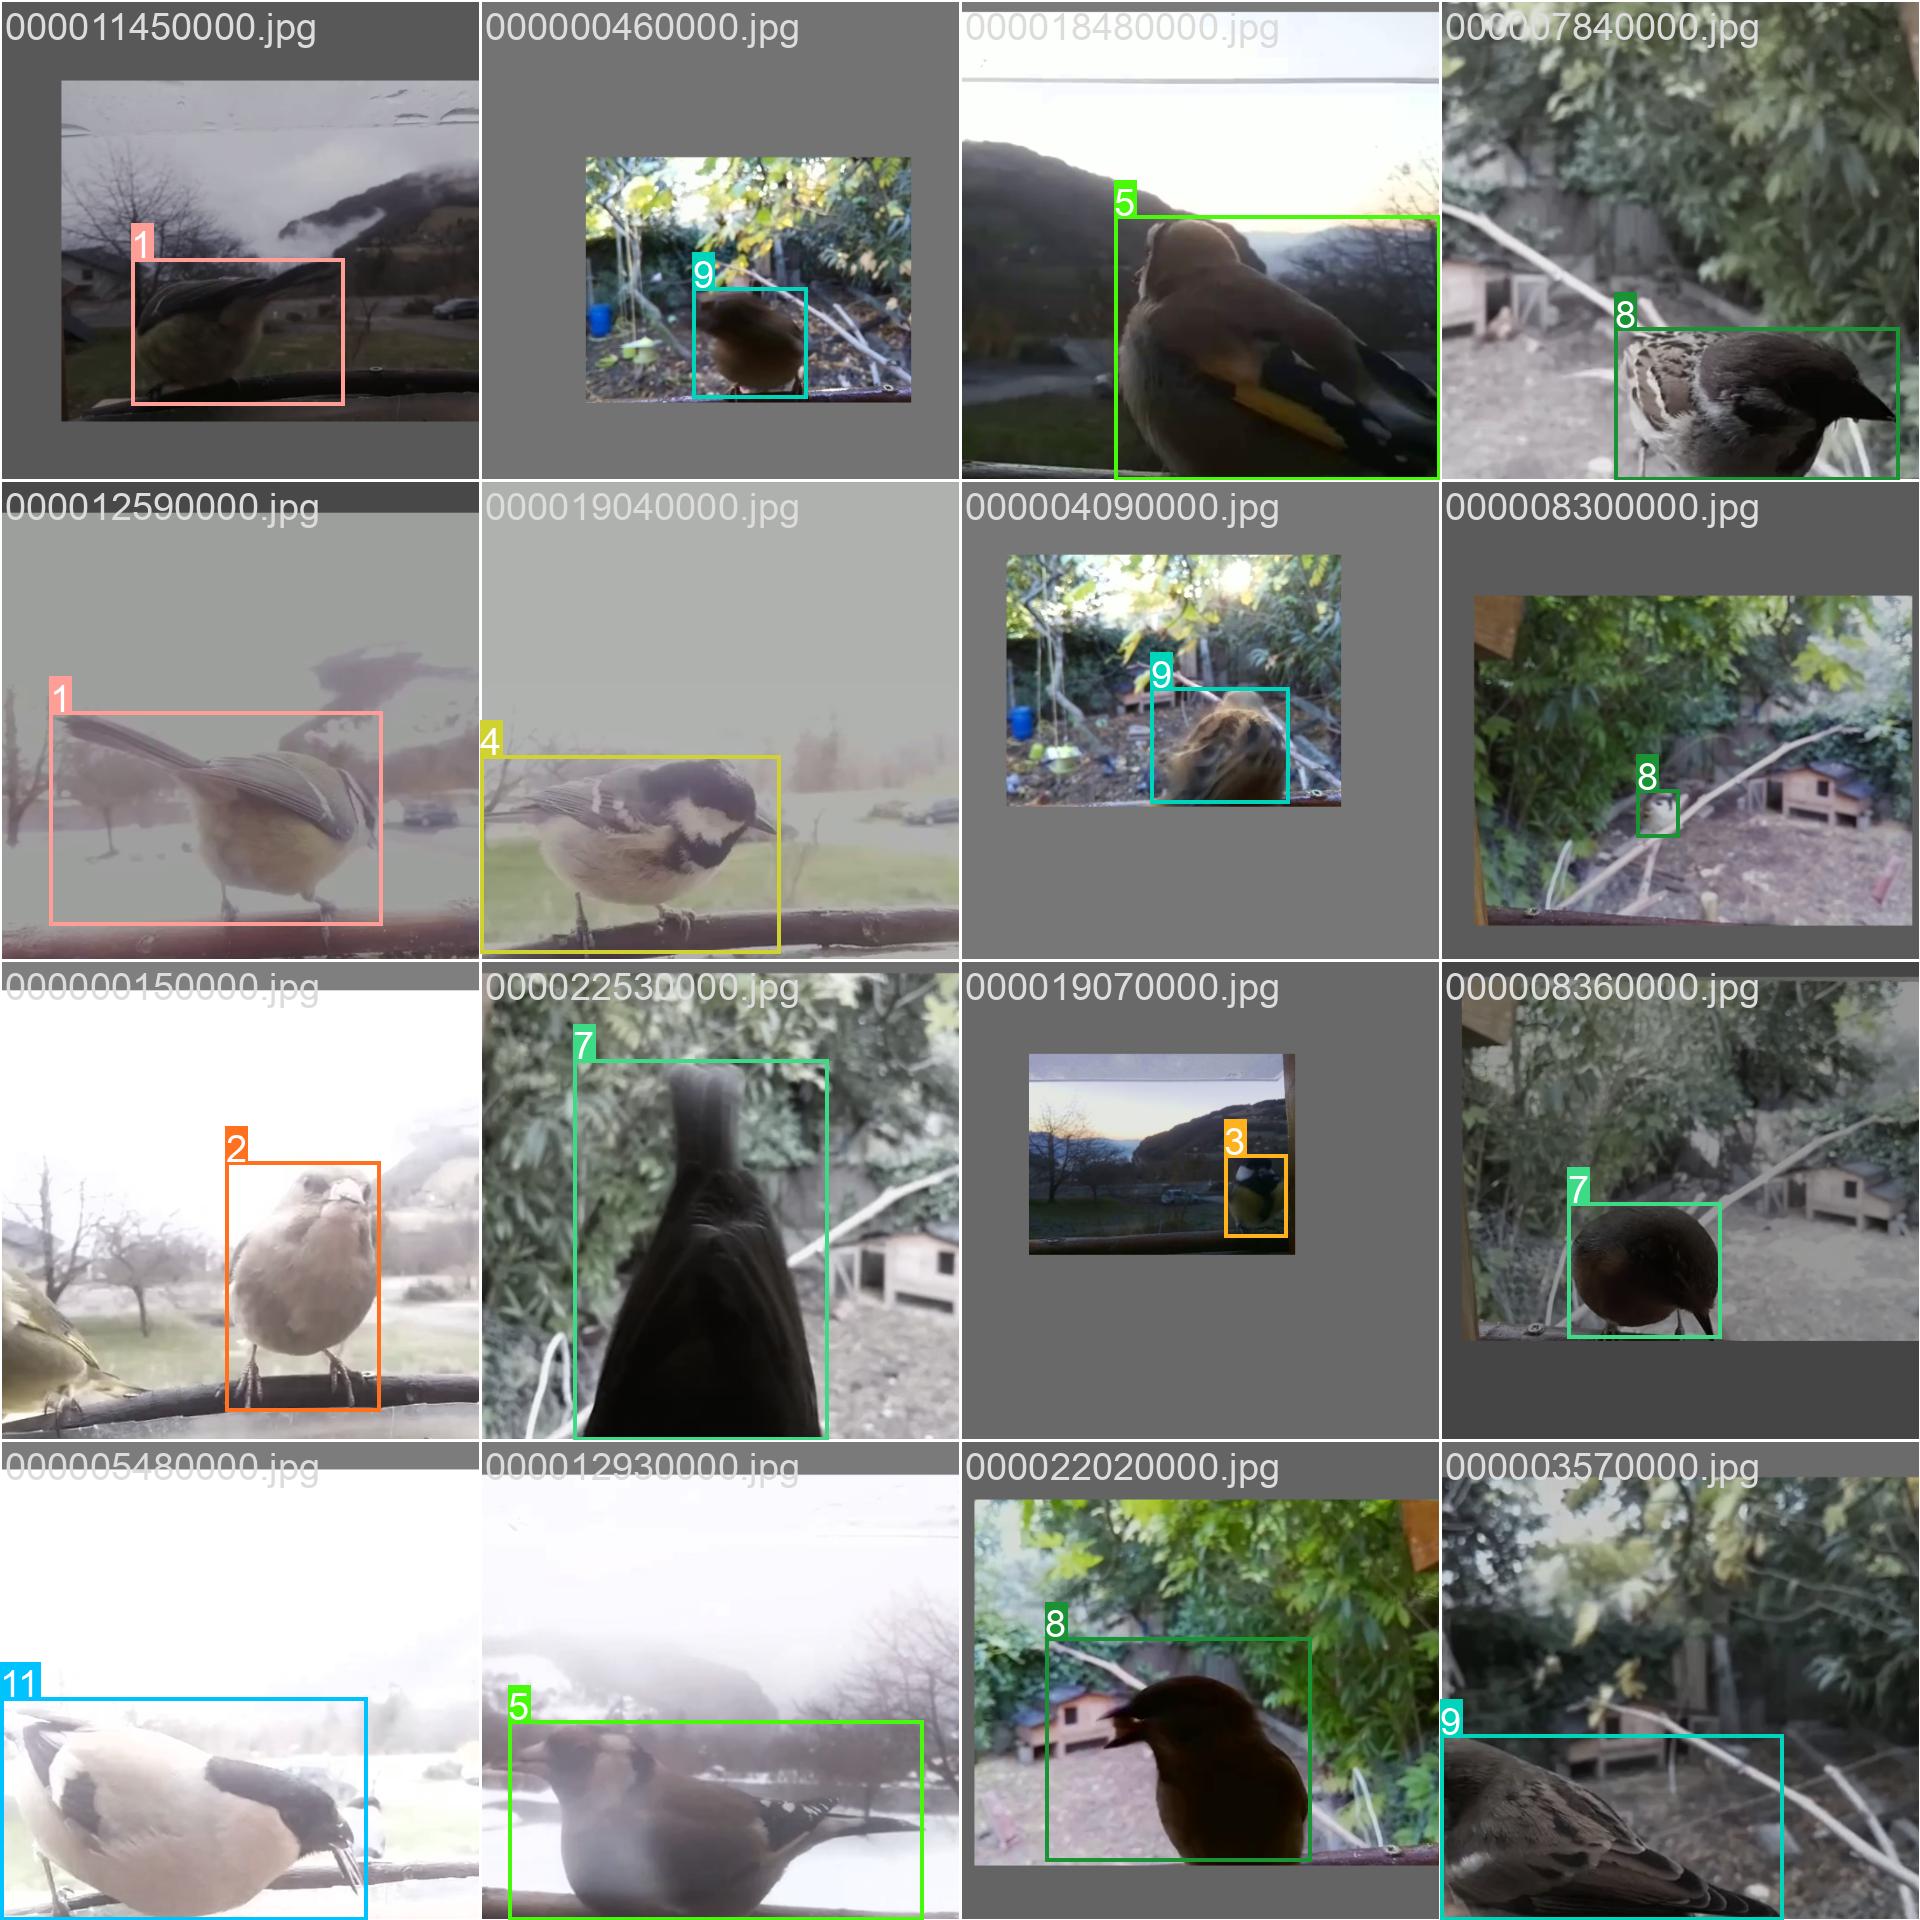 000011450000.jpg
000000460000.jpg
000018480000.jpg
000007840000.jpg
1
9
5
8
000012590000.jpg
000019040000.jpg
000004090000.jpg
000008300000.jpg
1
4
9
8
000000150000.jpg
000022530000.jpg
000019070000.jpg
000008360000.jpg
2
7
3
7
000005480000.jpg
000012930000.jpg
000022020000.jpg
000003570000.jpg
11
5
8
9